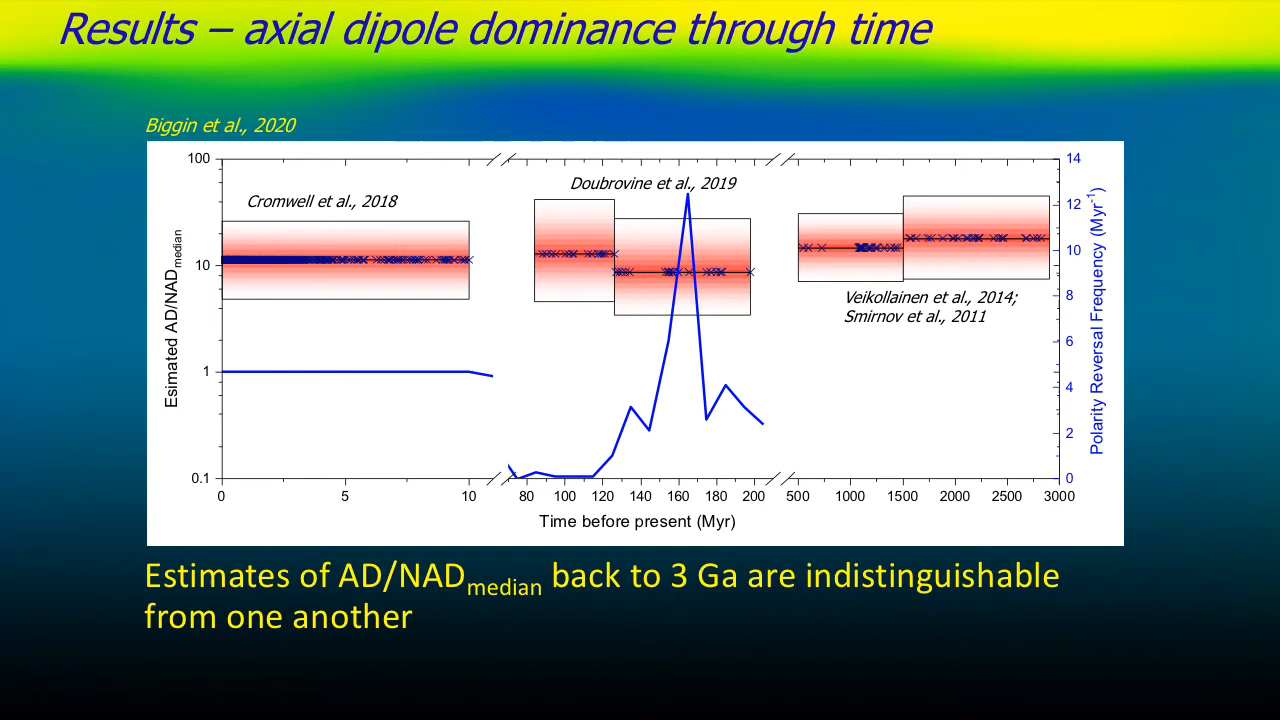 Results – axial dipole dominance through time
Biggin et al., 2020
100
10
1
0.1
Esimated AD/NADmedian
Cromwell et al., 2018
Doubrovine et al., 2019
Veikollainen et al., 2014;
Smirnov et al., 2011
14
12
10
8
6
4
2
0
Polarity Reversal Frequency (Myr-1)
0 5 10 80 100 120 140 160 180 200 500 1000 1500 2000 2500 3000
Time before present (Myr)
Estimates of AD/NADmedian back to 3 Ga are indistinguishable
from one another